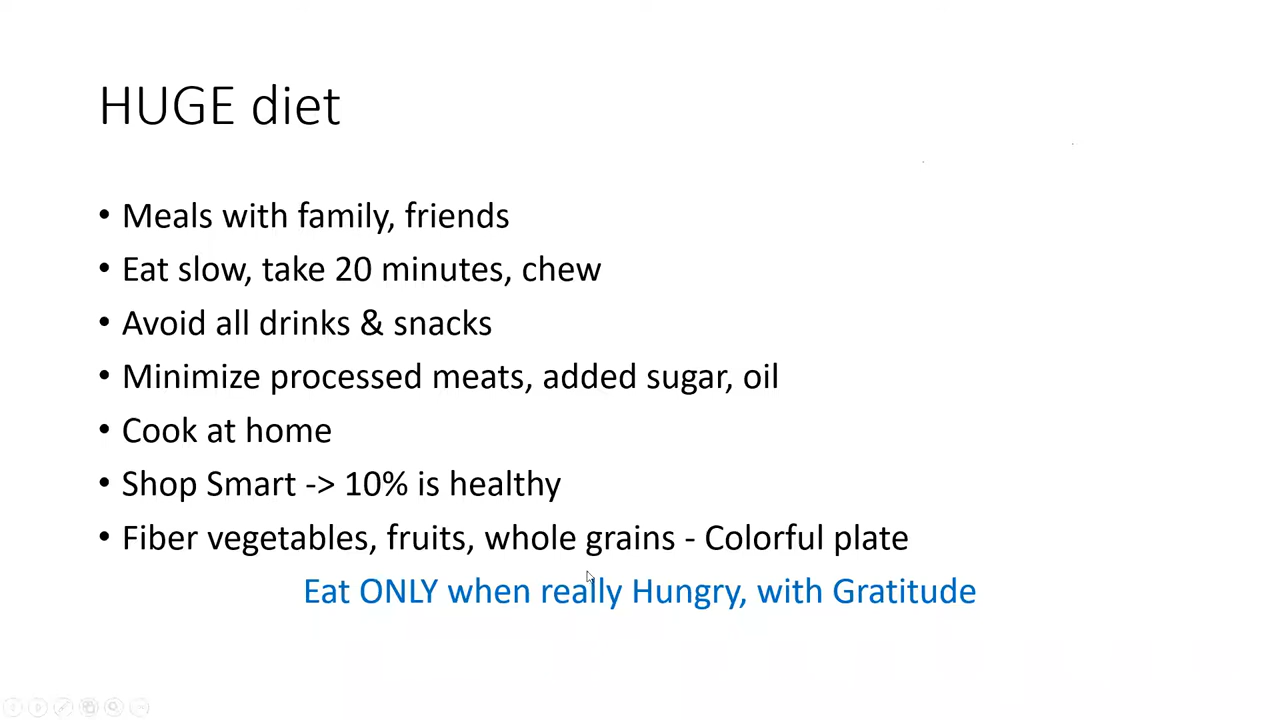 HUGE diet
• Meals with family, friends
• Eat slow, take 20 minutes, chew
• Avoid all drinks & snacks
• Minimize processed meats, added sugar, oil
• Cook at home
• Shop Smart -> 10% is healthy
• Fiber vegetables, fruits, whole grains - Colorful plate
Eat ONLY when really Hungry, with Gratitude